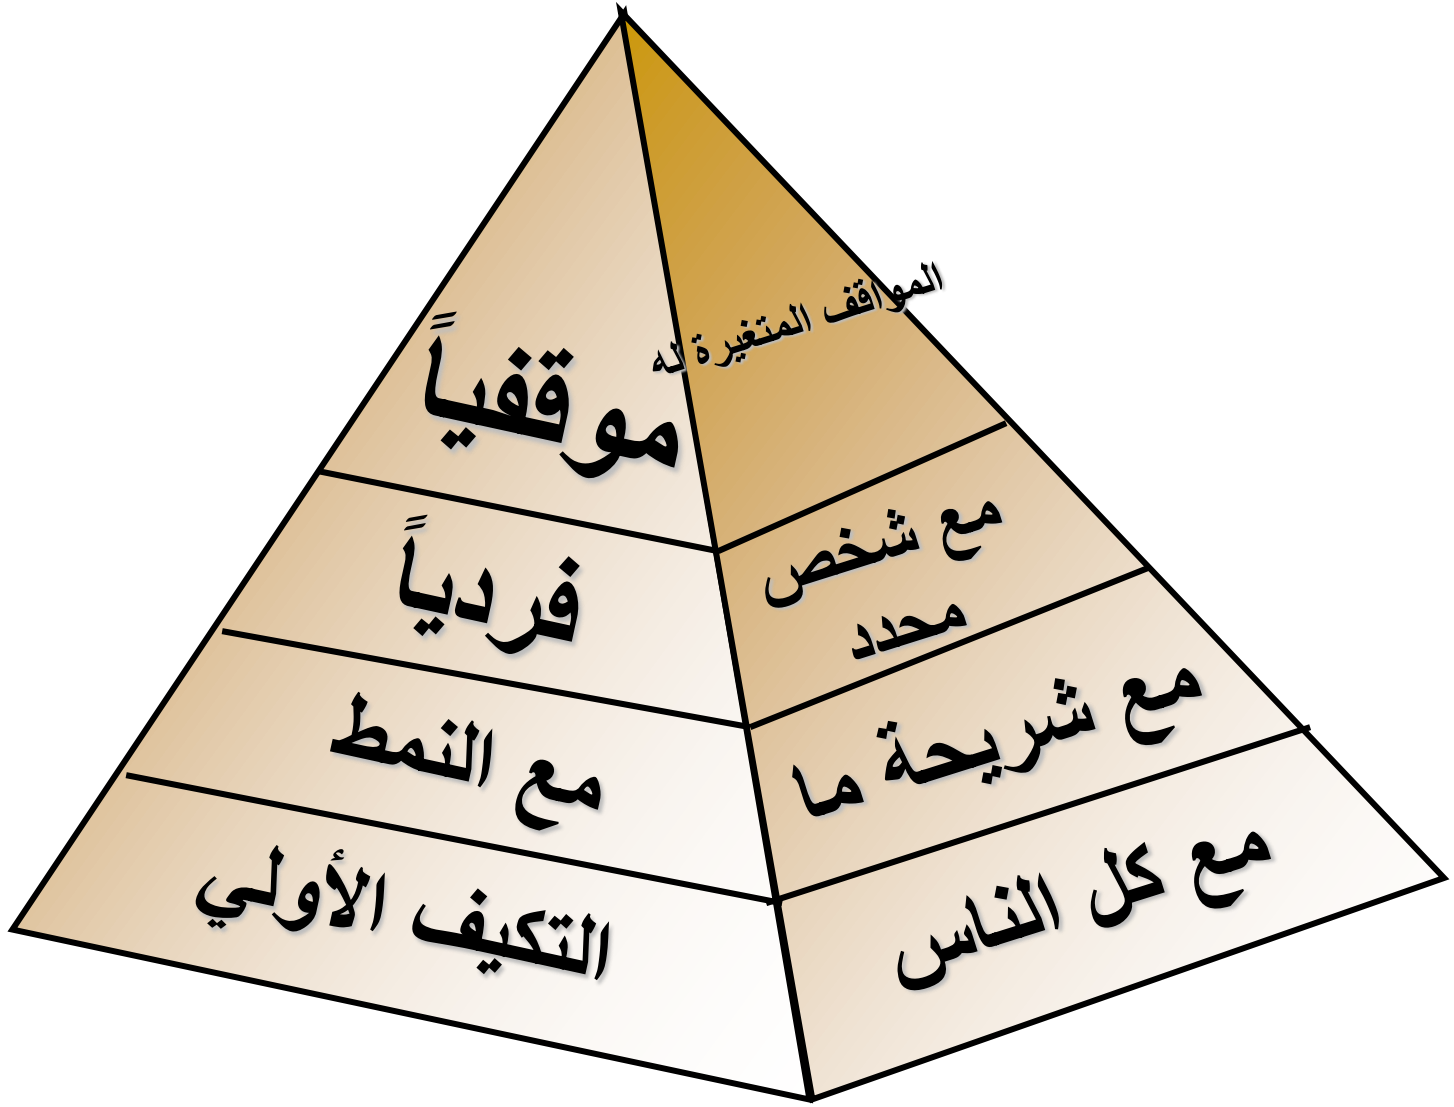 المواقف المتغيرة له
موقفياً
مع شخص
محدد
فردياً
مع شريحة ما
مع النمط
مع كل الناس
التكيف الأولي